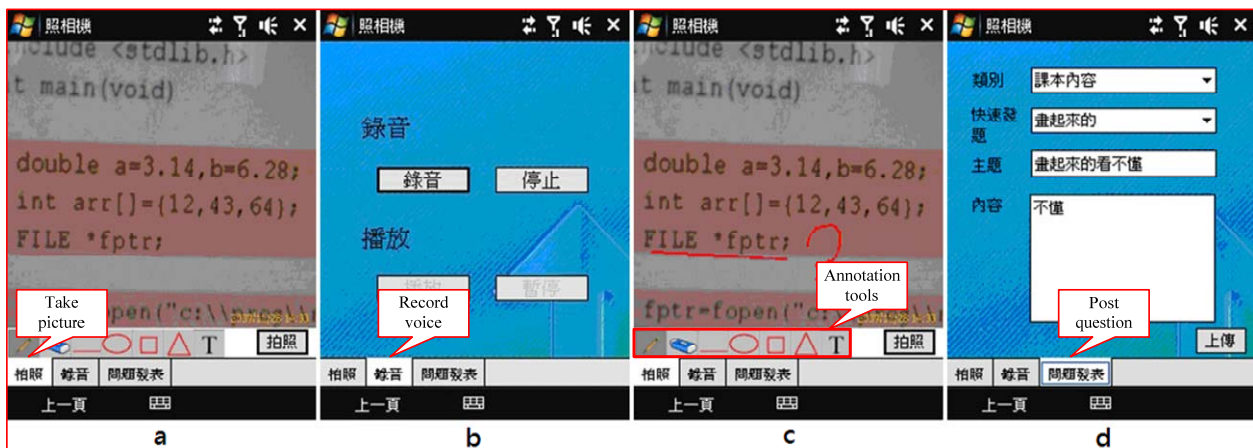 照相機
include <stdlib.h>
t main(void)
double a=3.14,b=6.28;
int arr[]={12,43,64};
FILE *fptr;
Take
picture
open("c:\\
T
拍照
拍照 錄音 問題發表
上一頁
a
照相機
錄音
錄音 停止
播放
播放 暫停
Record
voice
拍照 錄音 問題發表
上一頁
b
照相機
include <stdlib.h>
t main(void)
double a=3.14,b=6.28;
int arr[]={12,43,64};
FILE *fptr;
Annotation
tools
fptr=fopen("c:
T
拍照
拍照 錄音 問題發表
上一頁
c
照相機
類別 課本內容
快速發題 畫起來的
主題 畫起來的看不懂
內容 不懂
Post
question
上傳
拍照 錄音 問題發表
上一頁
d